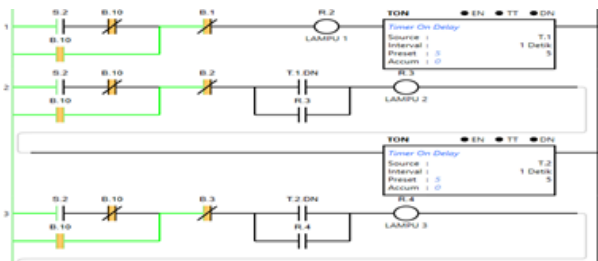 S.2 B.10 B.1 R.2 TON EN TT DN
1
Timer On Delay
B.10 LAMPU 1 Source : T.1
Interval : 1 Detik
Preset : 5 5
Accum : 0
S.2 B.10 B.2 T.1.DN R.3
2
B.10 R.3 LAMPU 2
TON EN TT DN
Timer On Delay
Source : T.2
Interval : 1 Detik
Preset : 5 5
Accum : 0
S.2 B.10 B.3 T.2.DN R.4
3
B.10 R.4 LAMPU 3